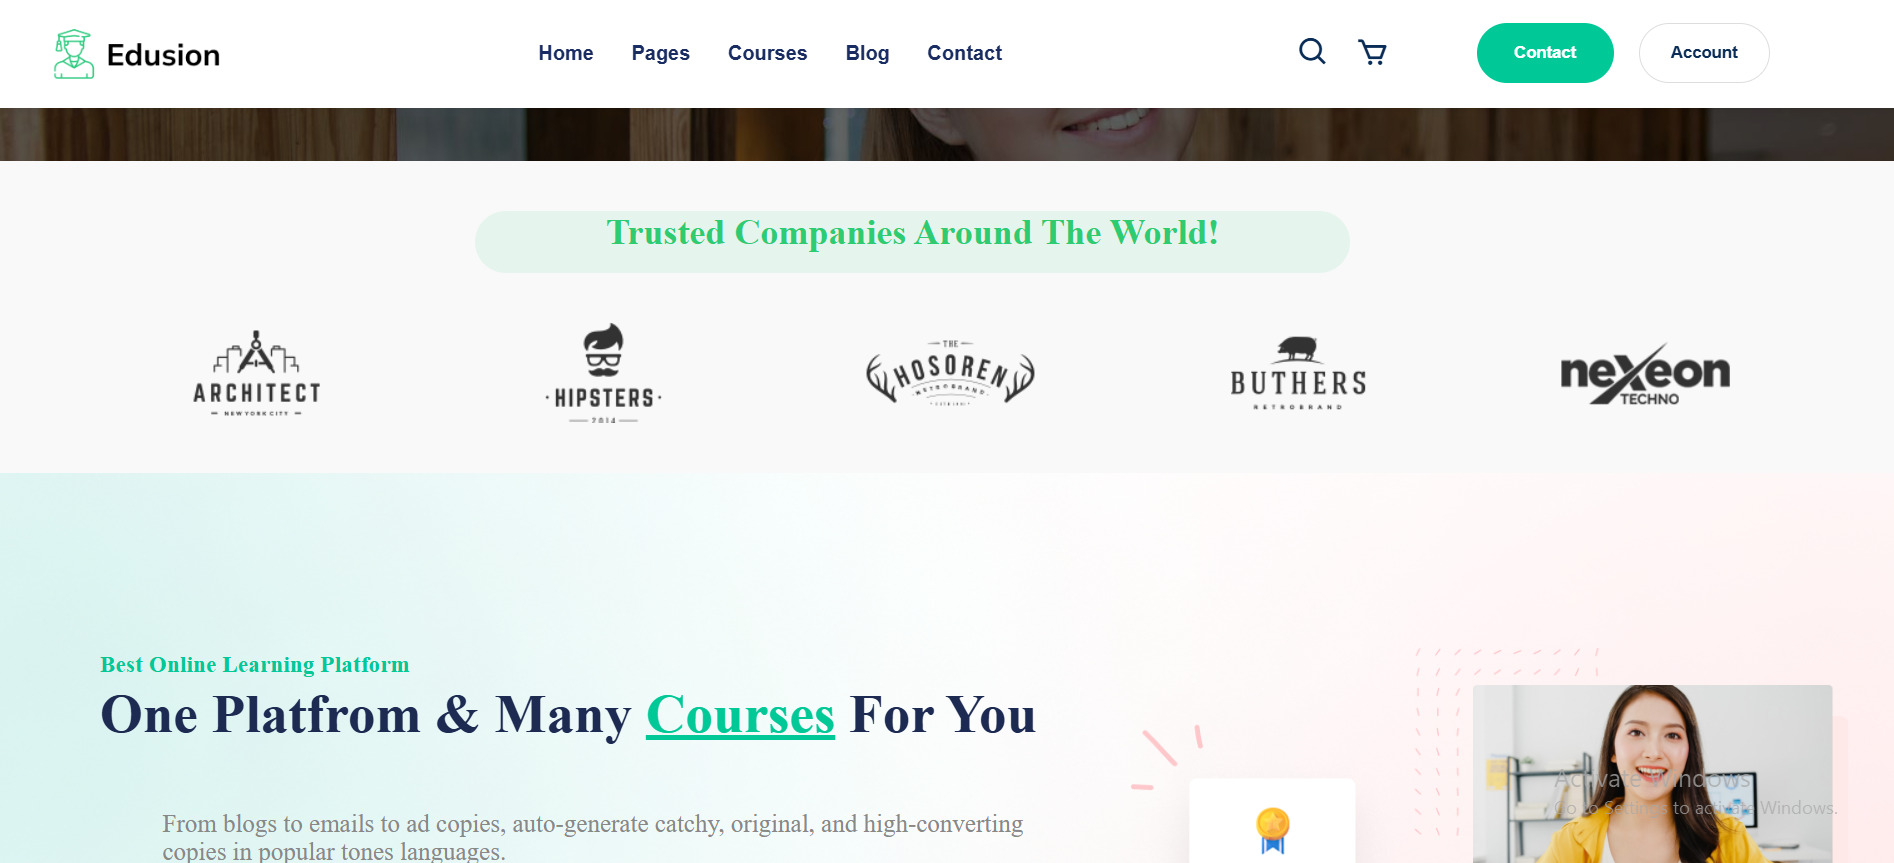 Edusion
Home Pages Courses Blog Contact
Contact Account
Trusted Companies Around The World!
ARCHITECT
NEW YORK CITY
HIPSTERS
2014
THE
HOSOREN
RETROBRAND
BUTHERS
RETROBRAND
neXeon
TECHNO
Best Online Learning Platform
One Platfrom & Many Courses For You
From blogs to emails to ad copies, auto-generate catchy, original, and high-converting
copies in popular tones languages.
Activate Windows
Go to Settings to activate Windows.